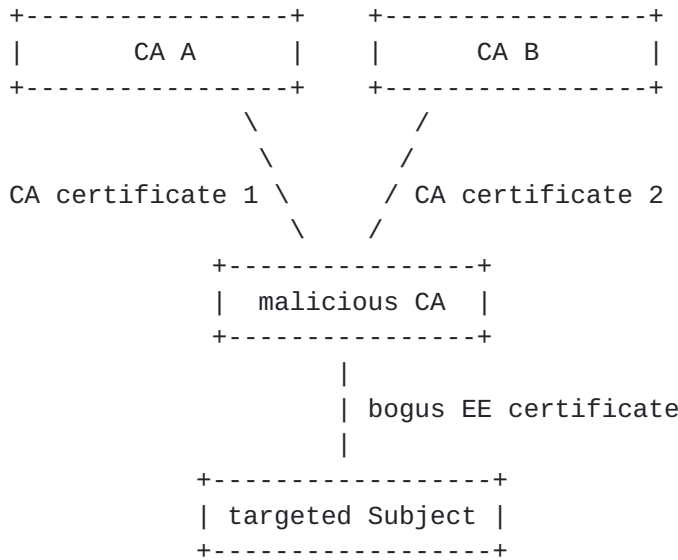 CA A
CA B
CA certificate 1
CA certificate 2
malicious CA
bogus EE certificate
targeted Subject